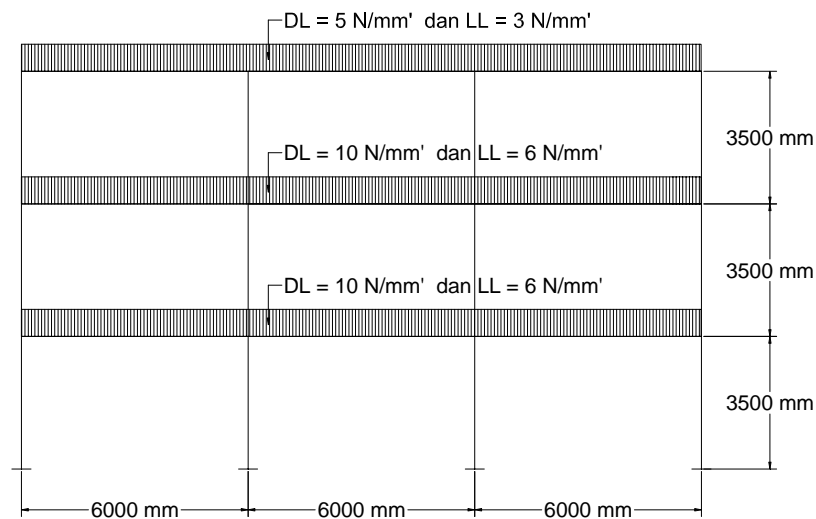 DL = 5 N/mm' dan LL = 3 N/mm'
3500 mm
DL = 10 N/mm' dan LL = 6 N/mm'
3500 mm
DL = 10 N/mm' dan LL = 6 N/mm'
3500 mm
6000 mm 6000 mm 6000 mm